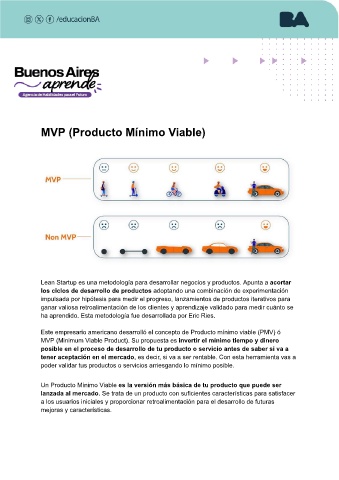 /educacionBA
BA
Buenos Aires
aprende
Agencia de Habilidades para el Futuro
MVP (Producto Mínimo Viable)
MVP
Non MVP
Lean Startup es una metodología para desarrollar negocios y productos. Apunta a acortar
los ciclos de desarrollo de productos adoptando una combinación de experimentación
impulsada por hipótesis para medir el progreso, lanzamientos de productos iterativos para
ganar valiosa retroalimentación de los clientes y aprendizaje validado para medir cuánto se
ha aprendido. Esta metodología fue desarrollada por Eric Ries.
Este empresario americano desarrolló el concepto de Producto mínimo viable (PMV) ó
MVP (Minimum Viable Product). Su propuesta es invertir el mínimo tiempo y dinero
posible en el proceso de desarrollo de tu producto o servicio antes de saber si va a
tener aceptación en el mercado, es decir, si va a ser rentable. Con esta herramienta vas a
poder validar tus productos o servicios arriesgando lo mínimo posible.
Un Producto Mínimo Viable es la versión más básica de tu producto que puede ser
lanzada al mercado. Se trata de un producto con suficientes características para satisfacer
a los usuarios iniciales y proporcionar retroalimentación para el desarrollo de futuras
mejoras y características.